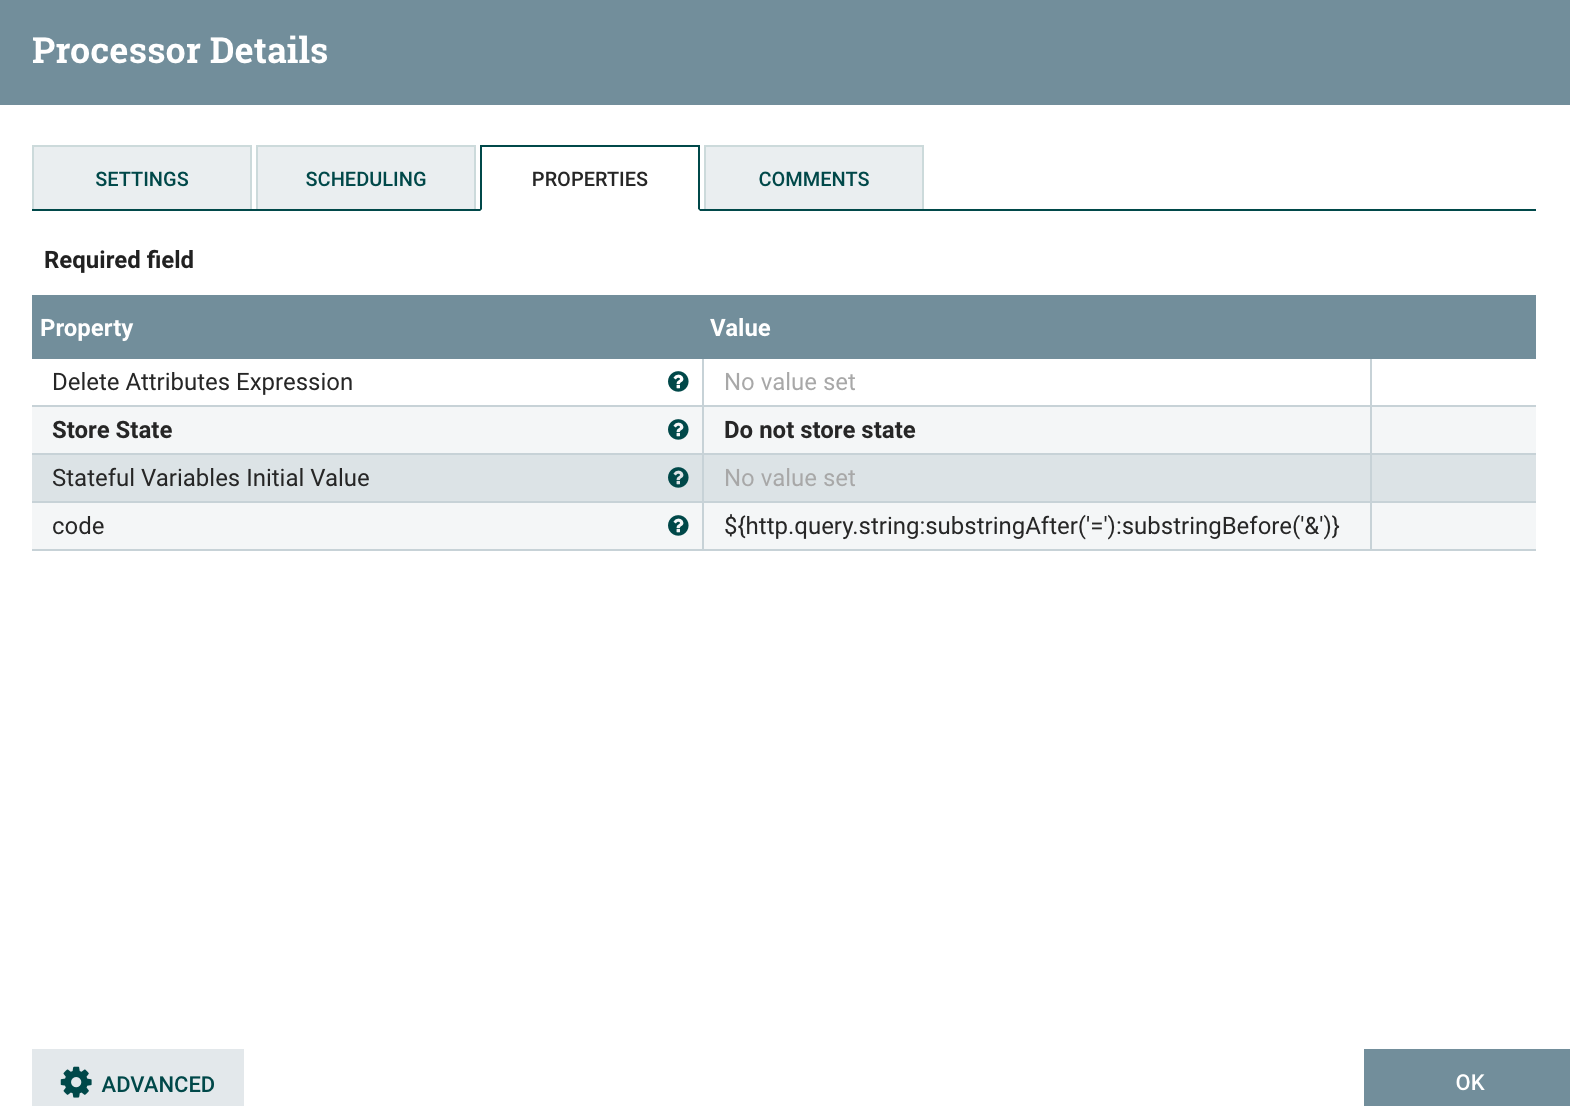 Processor Details
SETTINGS SCHEDULING PROPERTIES COMMENTS
Required field
Property Value
Delete Attributes Expression No value set
Store State Do not store state
Stateful Variables Initial Value No value set
code ${http.query.string:substringAfter('='):substringBefore('&')}
ADVANCED OK